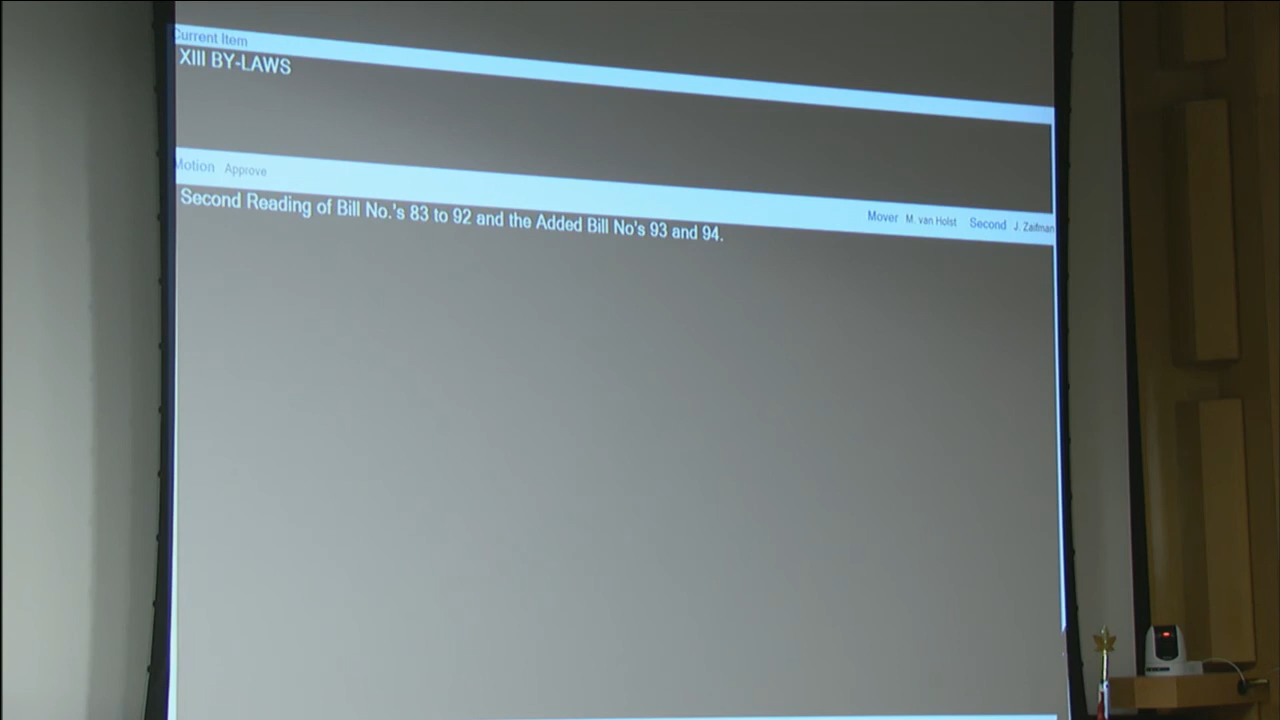 Current Item
XIII BY-LAWS
Motion Approve
Mover M. van Holst Second J. Zaifman
Second Reading of Bill No.'s 83 to 92 and the Added Bill No's 93 and 94.